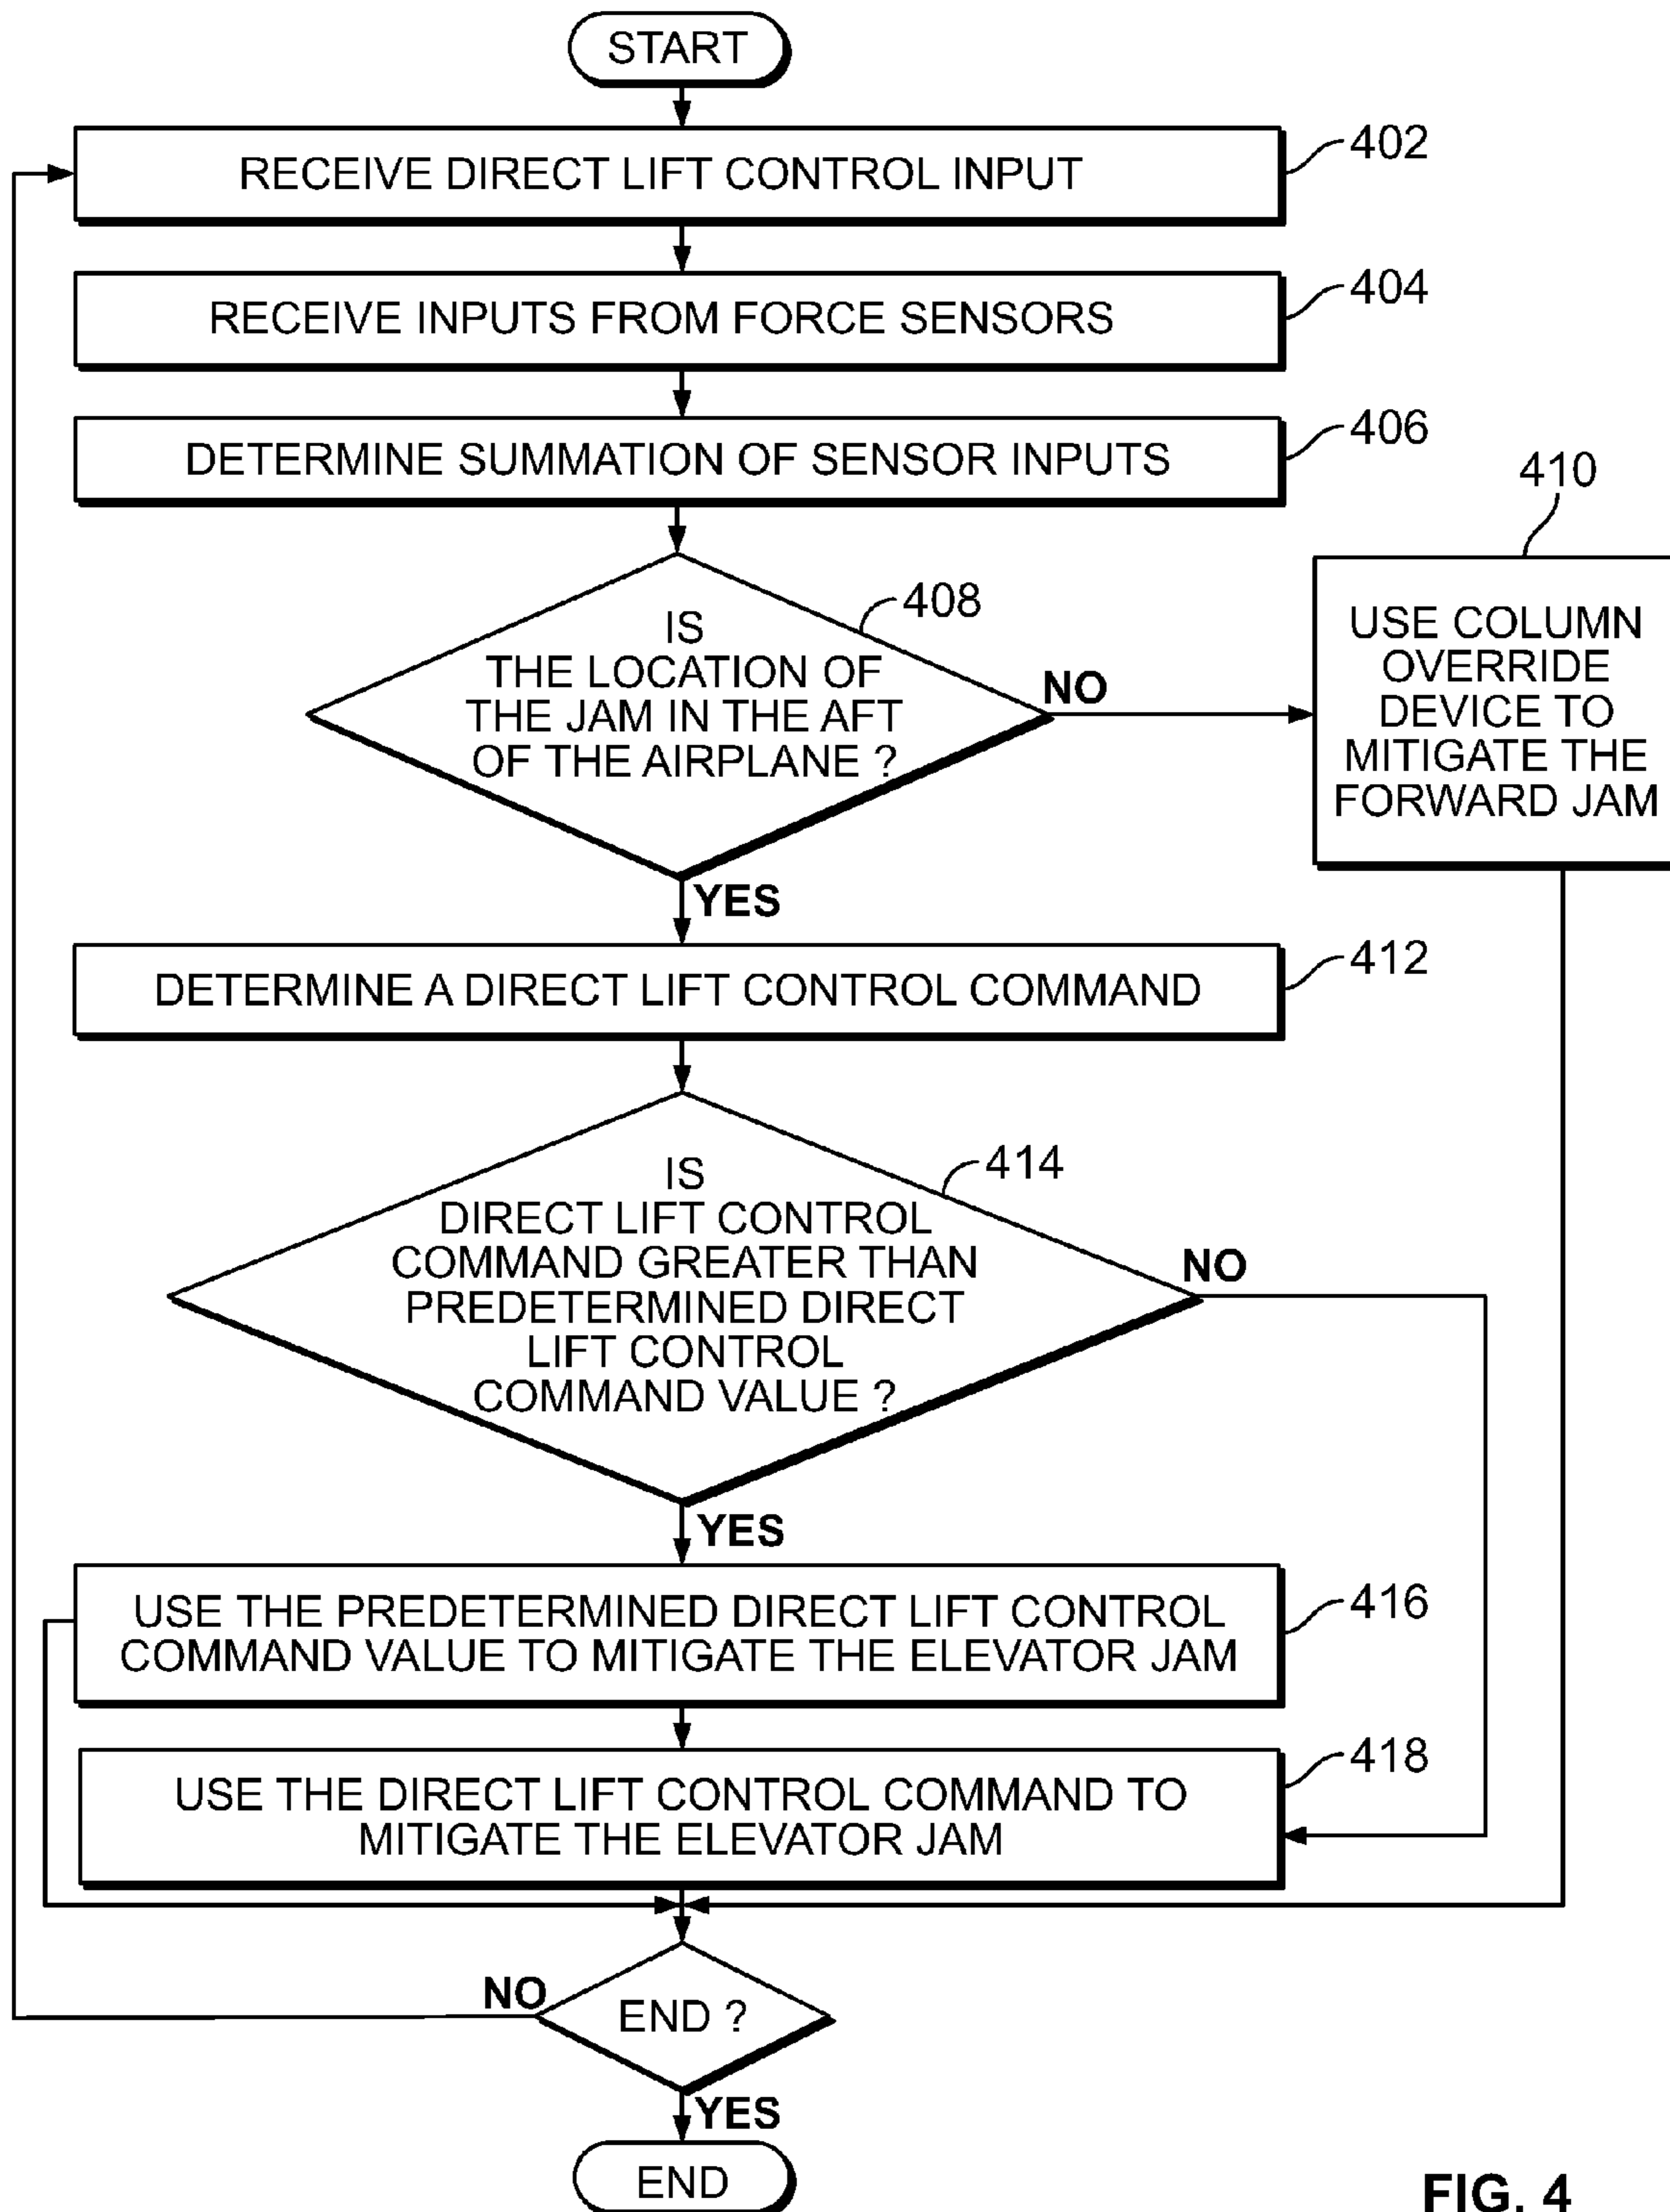 START
RECEIVE DIRECT LIFT CONTROL INPUT
402
RECEIVE INPUTS FROM FORCE SENSORS
404
DETERMINE SUMMATION OF SENSOR INPUTS
406
410
408
IS
THE LOCATION OF
THE JAM IN THE AFT
OF THE AIRPLANE ?
NO
USE COLUMN
OVERRIDE
DEVICE TO
MITIGATE THE
FORWARD JAM
YES
DETERMINE A DIRECT LIFT CONTROL COMMAND
412
414
IS
DIRECT LIFT CONTROL
COMMAND GREATER THAN
PREDETERMINED DIRECT
LIFT CONTROL
COMMAND VALUE ?
NO
YES
USE THE PREDETERMINED DIRECT LIFT CONTROL
COMMAND VALUE TO MITIGATE THE ELEVATOR JAM
416
USE THE DIRECT LIFT CONTROL COMMAND TO
MITIGATE THE ELEVATOR JAM
418
NO
END ?
YES
END
FIG. 4